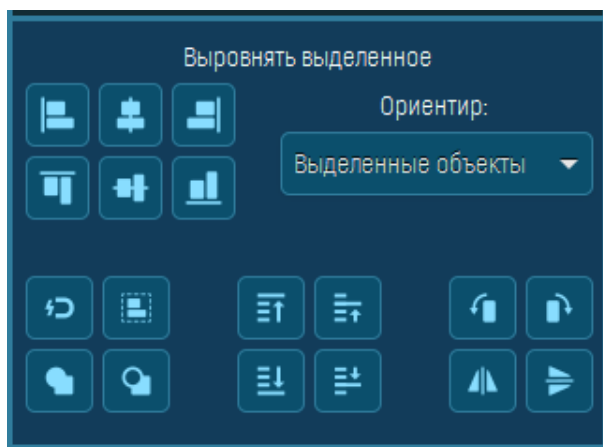 Выровнять выделенное
Ориентир:
Выделенные объекты